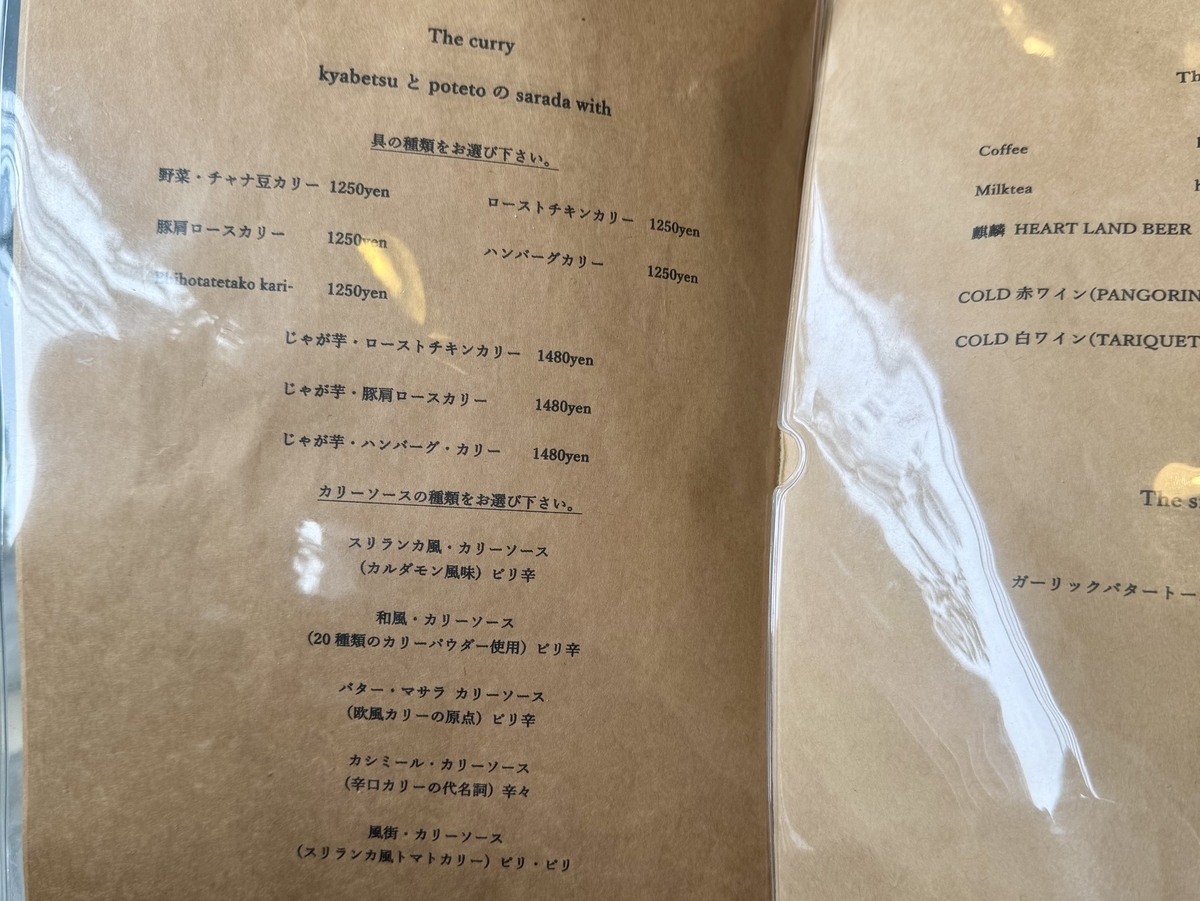 The curry
kyabetsu と poteto の sarada with
具の種類をお選び下さい。
野菜・チャナ豆カリー 1250yen
ローストチキンカリー 1250yen
豚肩ロースカリー 1250yen
ハンバーグカリー 1250yen
Ebihotatetako kari- 1250yen
じゃが芋・ローストチキンカリー 1480yen
じゃが芋・豚肩ロースカリー 1480yen
じゃが芋・ハンバーグ・カリー 1480yen
カリーソースの種類をお選び下さい。
スリランカ風・カリーソース
(カルダモン風味) ピリ辛
和風・カリーソース
(20 種類のカリーパウダー使用) ピリ辛
バター・マサラ カリーソース
(欧風カリーの原点) ピリ辛
カシミール・カリーソース
(辛口カリーの代名詞) 辛々
風街・カリーソース
(スリランカ風トマトカリー) ピリ・ピリ
Coffee
Milktea
麒麟 HEART LAND BEER
COLD 赤ワイン(PANGORIN
COLD 白ワイン(TARIQUET
The
ガーリックバタートー